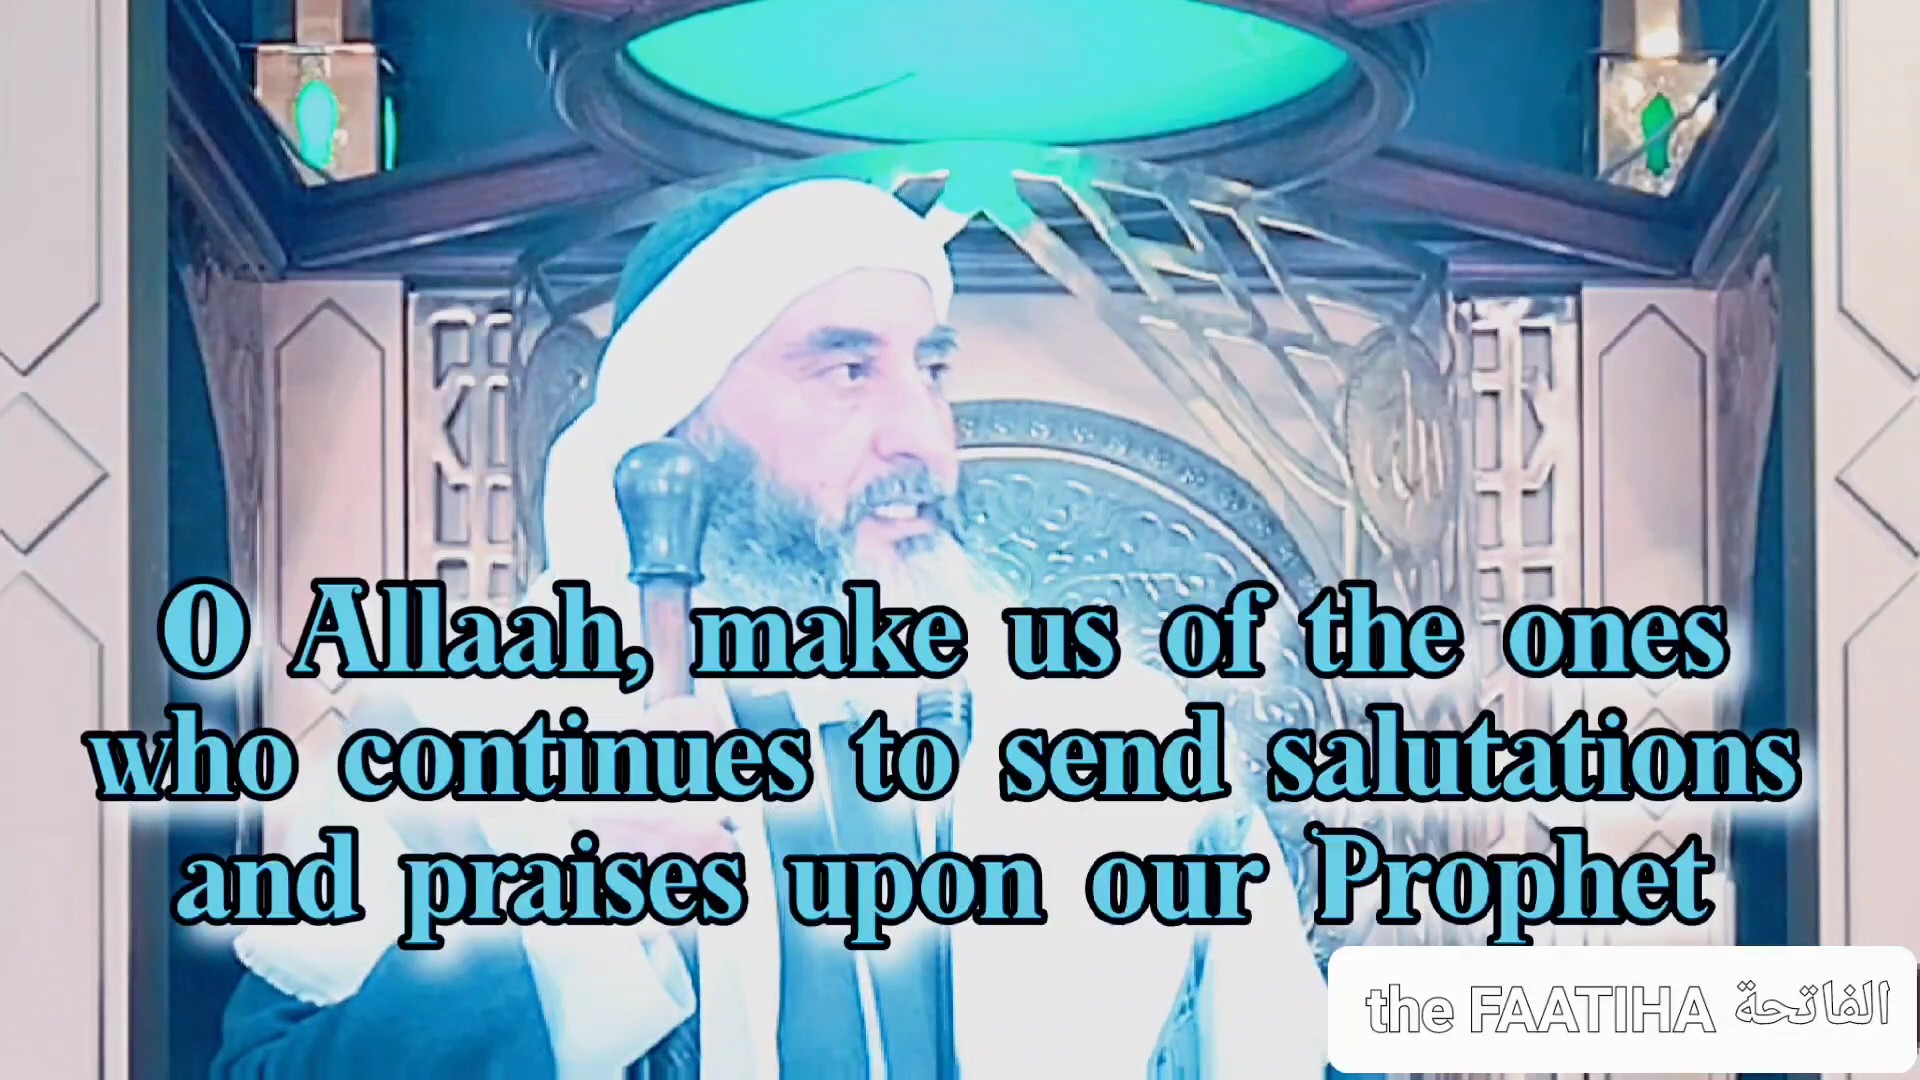 O Allaah, make us of the ones
who continues to send salutations
and praises upon our Prophet
the FAATIHA الفاتحة